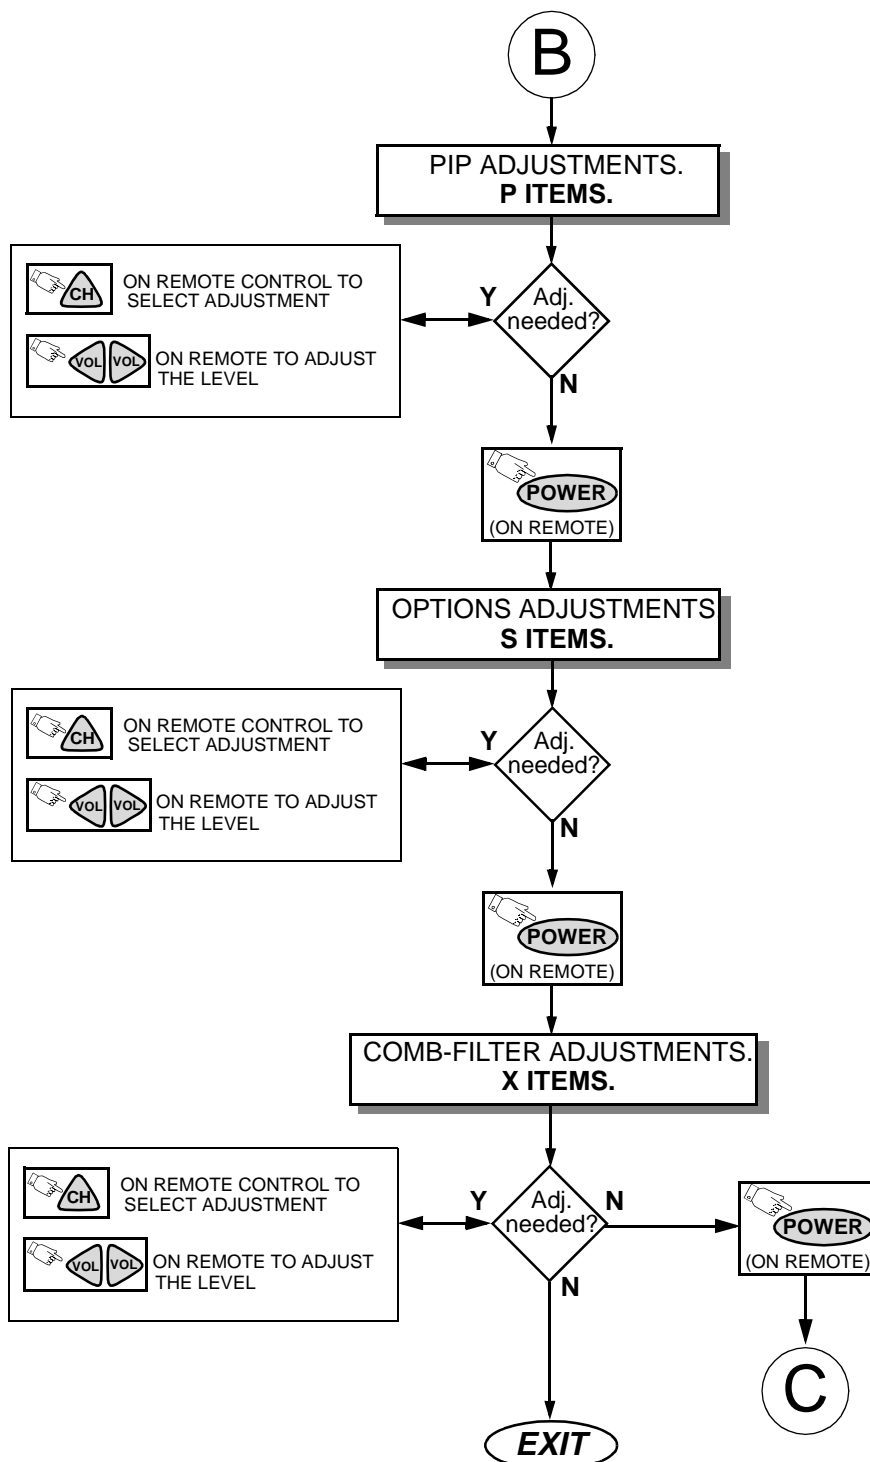 B
PIP ADJUSTMENTS.
P ITEMS.
CH
ON REMOTE CONTROL TO
SELECT ADJUSTMENT
VOL VOL
ON REMOTE TO ADJUST
THE LEVEL
Y
Adj.
needed?
N
POWER
(ON REMOTE)
OPTIONS ADJUSTMENTS.
S ITEMS.
CH
ON REMOTE CONTROL TO
SELECT ADJUSTMENT
VOL VOL
ON REMOTE TO ADJUST
THE LEVEL
Y
Adj.
needed?
N
POWER
(ON REMOTE)
COMB-FILTER ADJUSTMENTS.
X ITEMS.
CH
ON REMOTE CONTROL TO
SELECT ADJUSTMENT
VOL VOL
ON REMOTE TO ADJUST
THE LEVEL
Y
Adj.
needed?
N
N
POWER
(ON REMOTE)
C
EXIT